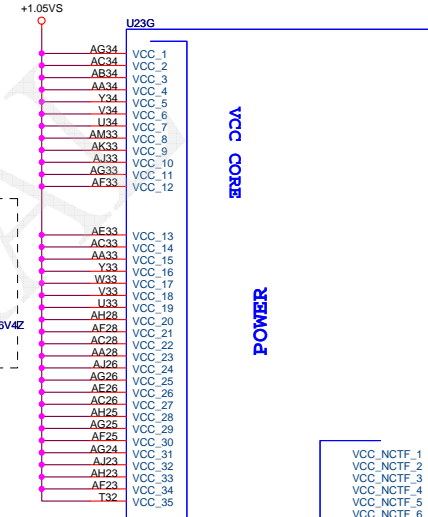 +1.05VS
U23G
AG34 VCC_1
AC34 VCC_2
AB34 VCC_3
AA34 VCC_4
Y34 VCC_5
V34 VCC_6
U34 VCC_7
AM33 VCC_8
AK33 VCC_9
AJ33 VCC_10
AG33 VCC_11
AF33 VCC_12
VCC CORE
AE33 VCC_13
AC33 VCC_14
AA33 VCC_15
Y33 VCC_16
W33 VCC_17
V33 VCC_18
U33 VCC_19
AH28 VCC_20
AF28 VCC_21
AC28 VCC_22
AA28 VCC_23
AJ26 VCC_24
AG26 VCC_25
AE26 VCC_26
AC26 VCC_27
AH25 VCC_28
AG25 VCC_29
AF25 VCC_30
AG24 VCC_31
AJ23 VCC_32
AH23 VCC_33
AF23 VCC_34
T32 VCC_35
POWER
6V4Z
VCC_NCTF_1
VCC_NCTF_2
VCC_NCTF_3
VCC_NCTF_4
VCC_NCTF_5
VCC_NCTF_6